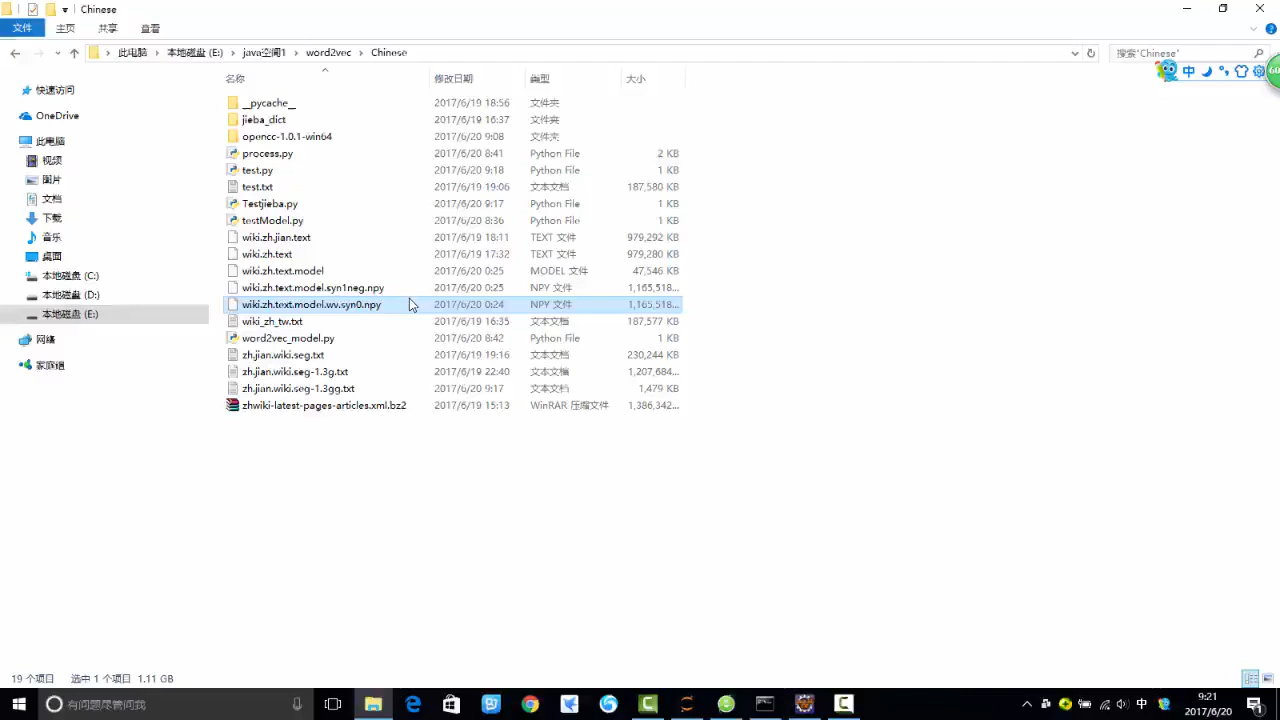 Chinese
文件 主页 共享 查看
此电脑 本地磁盘 (E:) java空间1 word2vec Chinese 搜索"Chinese"
中
60
名称 修改日期 类型 大小
快速访问
OneDrive
此电脑
视频
图片
文档
下载
音乐
桌面
本地磁盘 (C:)
本地磁盘 (D:)
本地磁盘 (E:)
网络
家庭组
__pycache__ 2017/6/19 18:56 文件夹
jieba_dict 2017/6/19 16:37 文件夹
opencc-1.0.1-win64 2017/6/20 9:08 文件夹
process.py 2017/6/20 8:41 Python File 2 KB
test.py 2017/6/20 9:18 Python File 1 KB
test.txt 2017/6/19 19:06 文本文档 187,580 KB
Testjieba.py 2017/6/20 9:17 Python File 1 KB
testModel.py 2017/6/20 8:36 Python File 1 KB
wiki.zh.jian.text 2017/6/19 18:11 TEXT 文件 979,292 KB
wiki.zh.text 2017/6/19 17:32 TEXT 文件 979,280 KB
wiki.zh.text.model 2017/6/20 0:25 MODEL 文件 47,546 KB
wiki.zh.text.model.syn1neg.npy 2017/6/20 0:25 NPY 文件 1,165,518...
wiki.zh.text.model.wv.syn0.npy 2017/6/20 0:24 NPY 文件 1,165,518...
wiki_zh_tw.txt 2017/6/19 16:35 文本文档 187,577 KB
word2vec_model.py 2017/6/20 8:42 Python File 1 KB
zh.jian.wiki.seg.txt 2017/6/19 19:16 文本文档 230,244 KB
zh.jian.wiki.seg-1.3g.txt 2017/6/19 22:40 文本文档 1,207,684...
zh.jian.wiki.seg-1.3gg.txt 2017/6/20 9:17 文本文档 1,479 KB
zhwiki-latest-pages-articles.xml.bz2 2017/6/19 15:13 WinRAR 压缩文件 1,386,342...
19 个项目 选中 1 个项目 1.11 GB
有问题尽管问我
中
9:21
2017/6/20